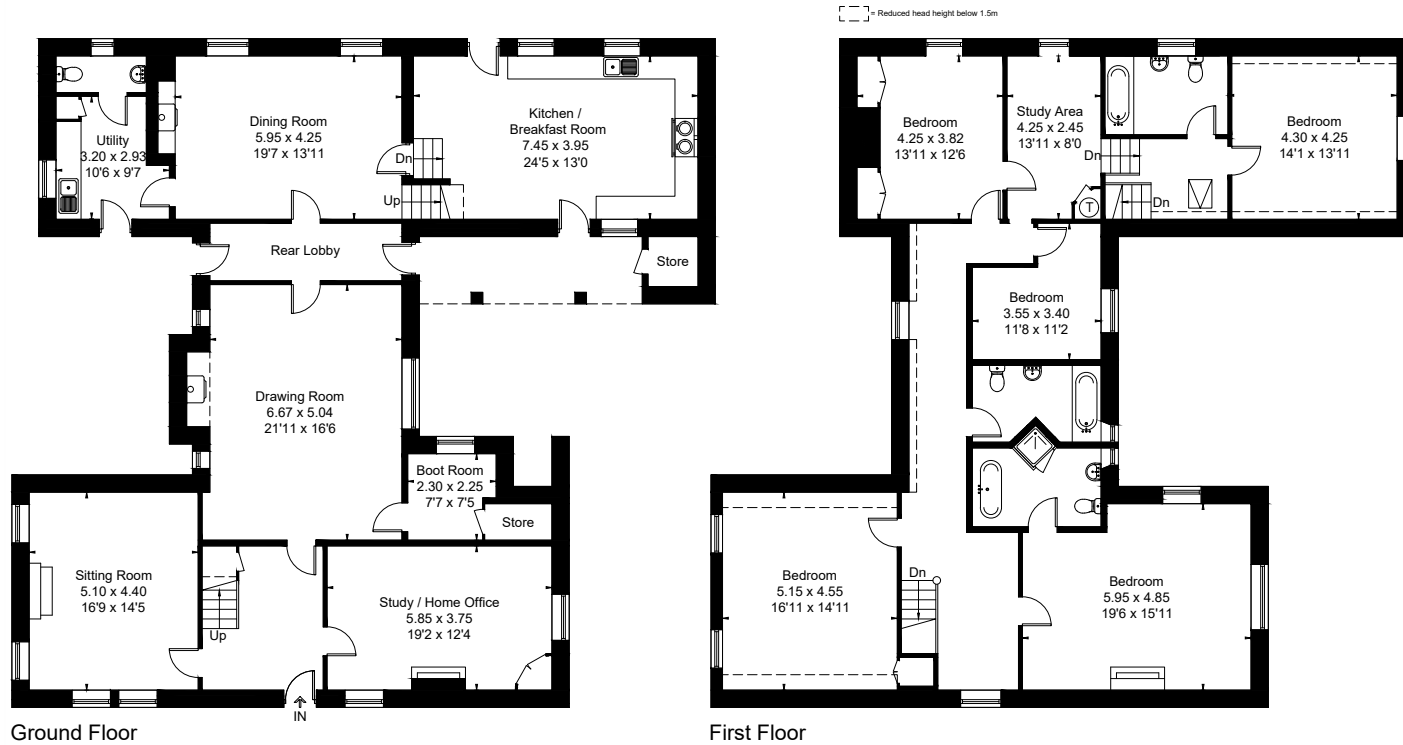 = Reduced head height below 1.5m
Utility
3.20 x 2.93
10'6 x 9'7
Dining Room
5.95 x 4.25
19'7 x 13'11
Dn
Up
Kitchen /
Breakfast Room
7.45 x 3.95
24'5 x 13'0
Rear Lobby
Store
Drawing Room
6.67 x 5.04
21'11 x 16'6
Boot Room
2.30 x 2.25
7'7 x 7'5
Store
Sitting Room
5.10 x 4.40
16'9 x 14'5
Up
Study / Home Office
5.85 x 3.75
19'2 x 12'4
IN
Ground Floor
Bedroom
4.25 x 3.82
13'11 x 12'6
Study Area
4.25 x 2.45
13'11 x 8'0
Dn
T
Dn
Bedroom
4.30 x 4.25
14'1 x 13'11
Bedroom
3.55 x 3.40
11'8 x 11'2
Bedroom
5.15 x 4.55
16'11 x 14'11
Dn
Bedroom
5.95 x 4.85
19'6 x 15'11
First Floor